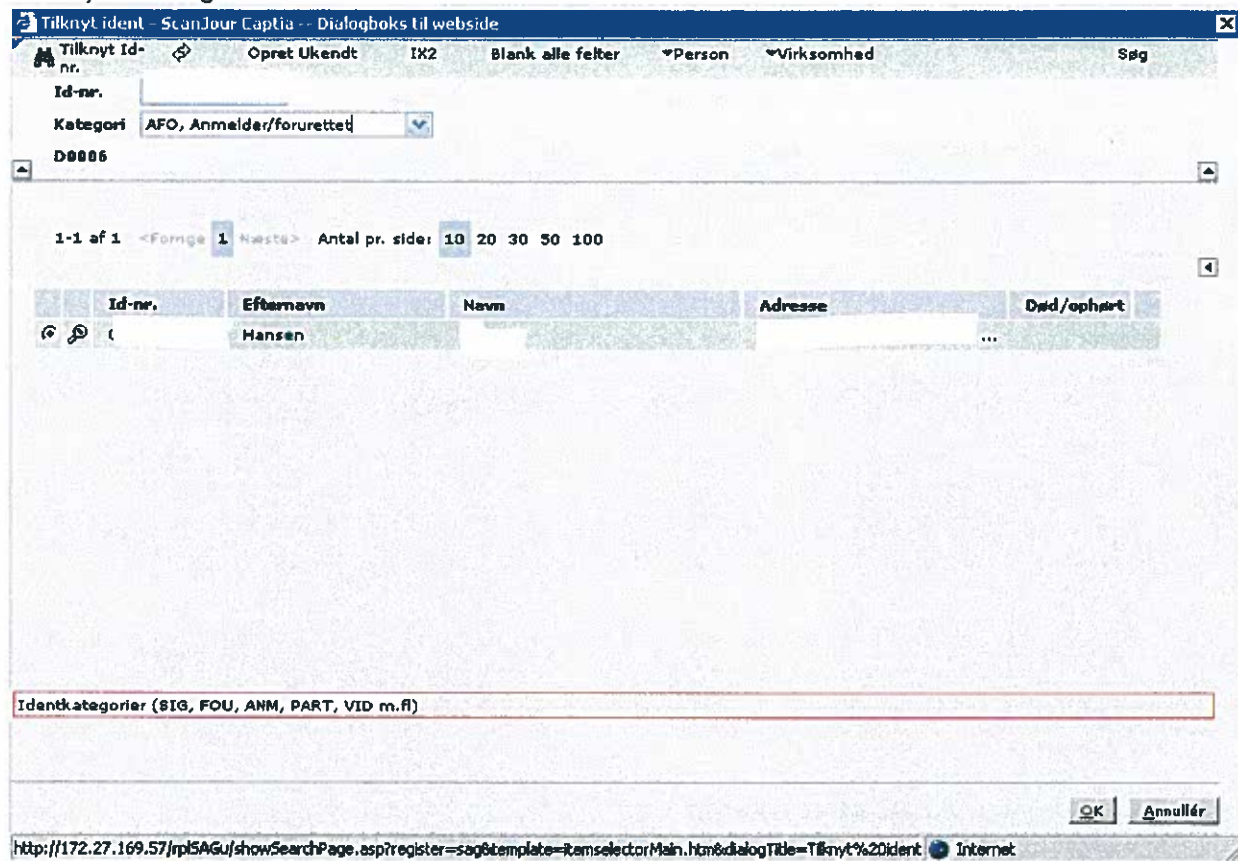 Tilknyt ident - ScanJour Captia -- Dialogboks til webside
Tilknyt Id-nr. Opret Ukendt IX2 Blank alle felter Person Virksomhed Søg
Id-nr.
Kategori AFO, Anmelder/forurettet
D0006
1-1 af 1 <Forrige 1 Næste> Antal pr. side: 10 20 30 50 100
Id-nr. Efternavn Navn Adresse Død/ophørt
Hansen ...
Identkategorier (SIG, FOU, ANM, PART, VID m.fl)
OK Annullér
http://172.27.169.57/rplSAGu/showSearchPage.asp?register=sag&template=itemselectorMain.htm&dialogTitle=Tilknyt%20ident Internet